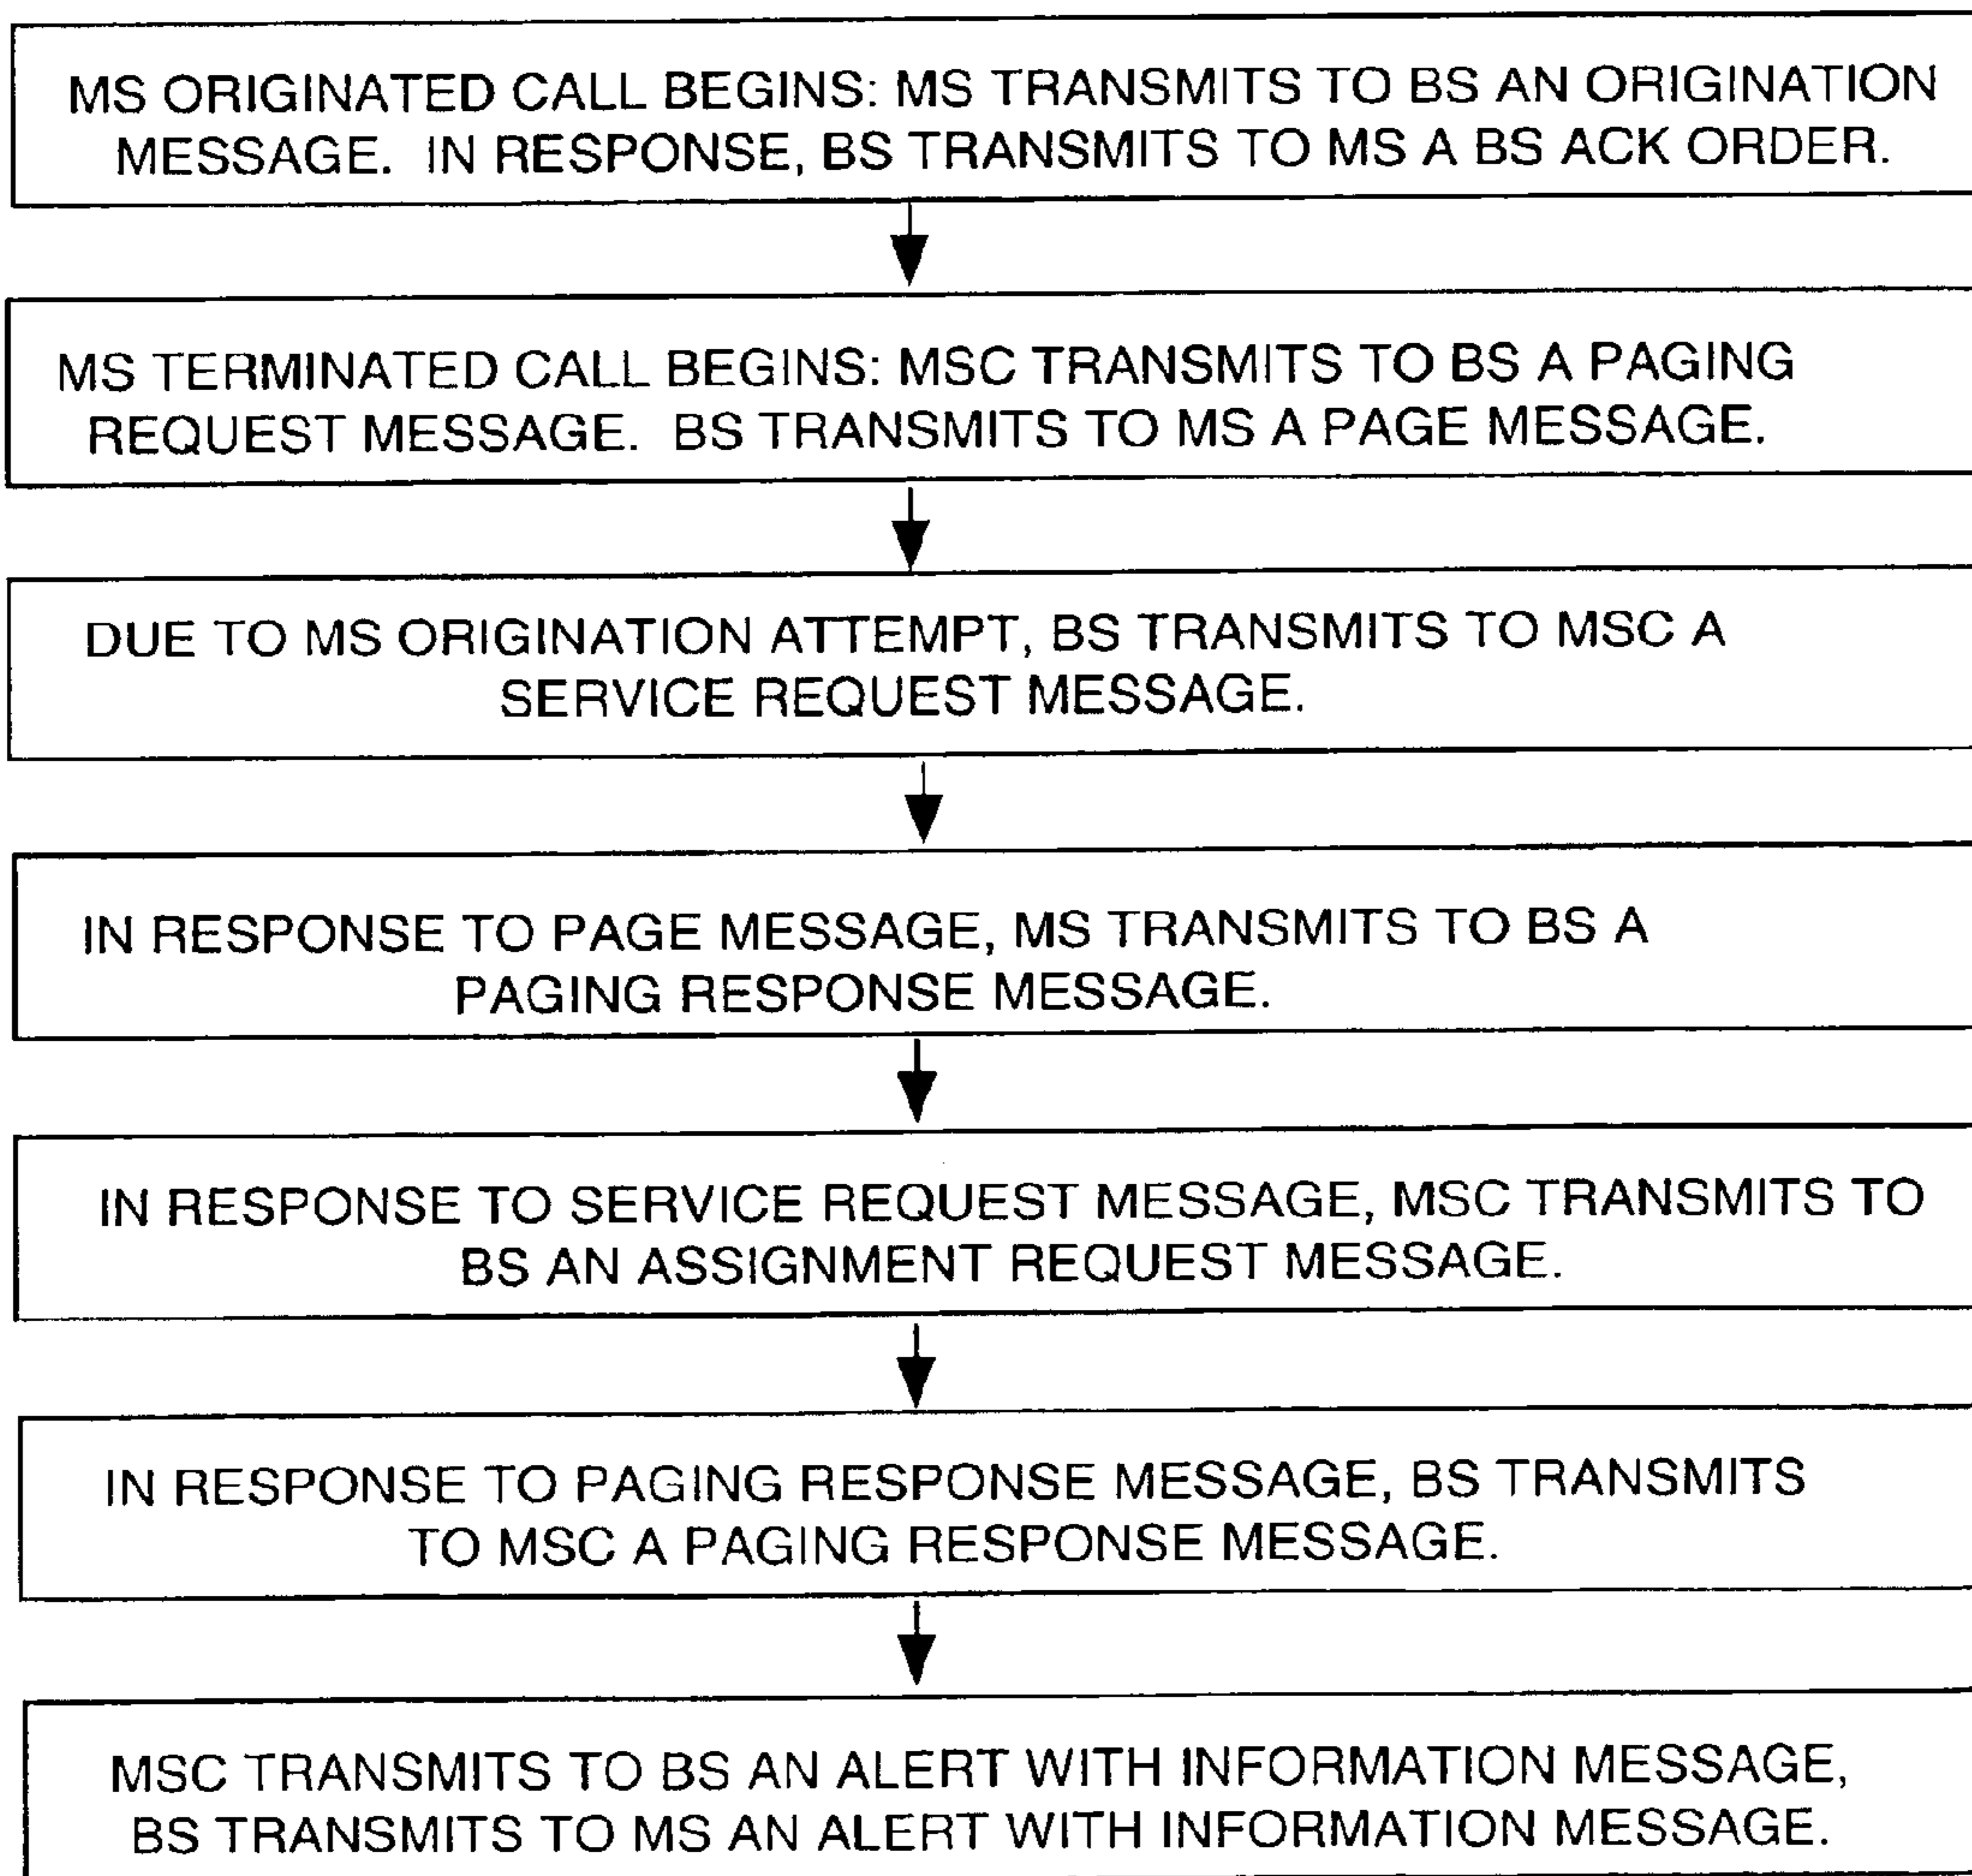 MS ORIGINATED CALL BEGINS: MS TRANSMITS TO BS AN ORIGINATION
MESSAGE. IN RESPONSE, BS TRANSMITS TO MS A BS ACK ORDER.
MS TERMINATED CALL BEGINS: MSC TRANSMITS TO BS A PAGING
REQUEST MESSAGE. BS TRANSMITS TO MS A PAGE MESSAGE.
DUE TO MS ORIGINATION ATTEMPT, BS TRANSMITS TO MSC A
SERVICE REQUEST MESSAGE.
IN RESPONSE TO PAGE MESSAGE, MS TRANSMITS TO BS A
PAGING RESPONSE MESSAGE.
IN RESPONSE TO SERVICE REQUEST MESSAGE, MSC TRANSMITS TO
BS AN ASSIGNMENT REQUEST MESSAGE.
IN RESPONSE TO PAGING RESPONSE MESSAGE, BS TRANSMITS
TO MSC A PAGING RESPONSE MESSAGE.
MSC TRANSMITS TO BS AN ALERT WITH INFORMATION MESSAGE,
BS TRANSMITS TO MS AN ALERT WITH INFORMATION MESSAGE.